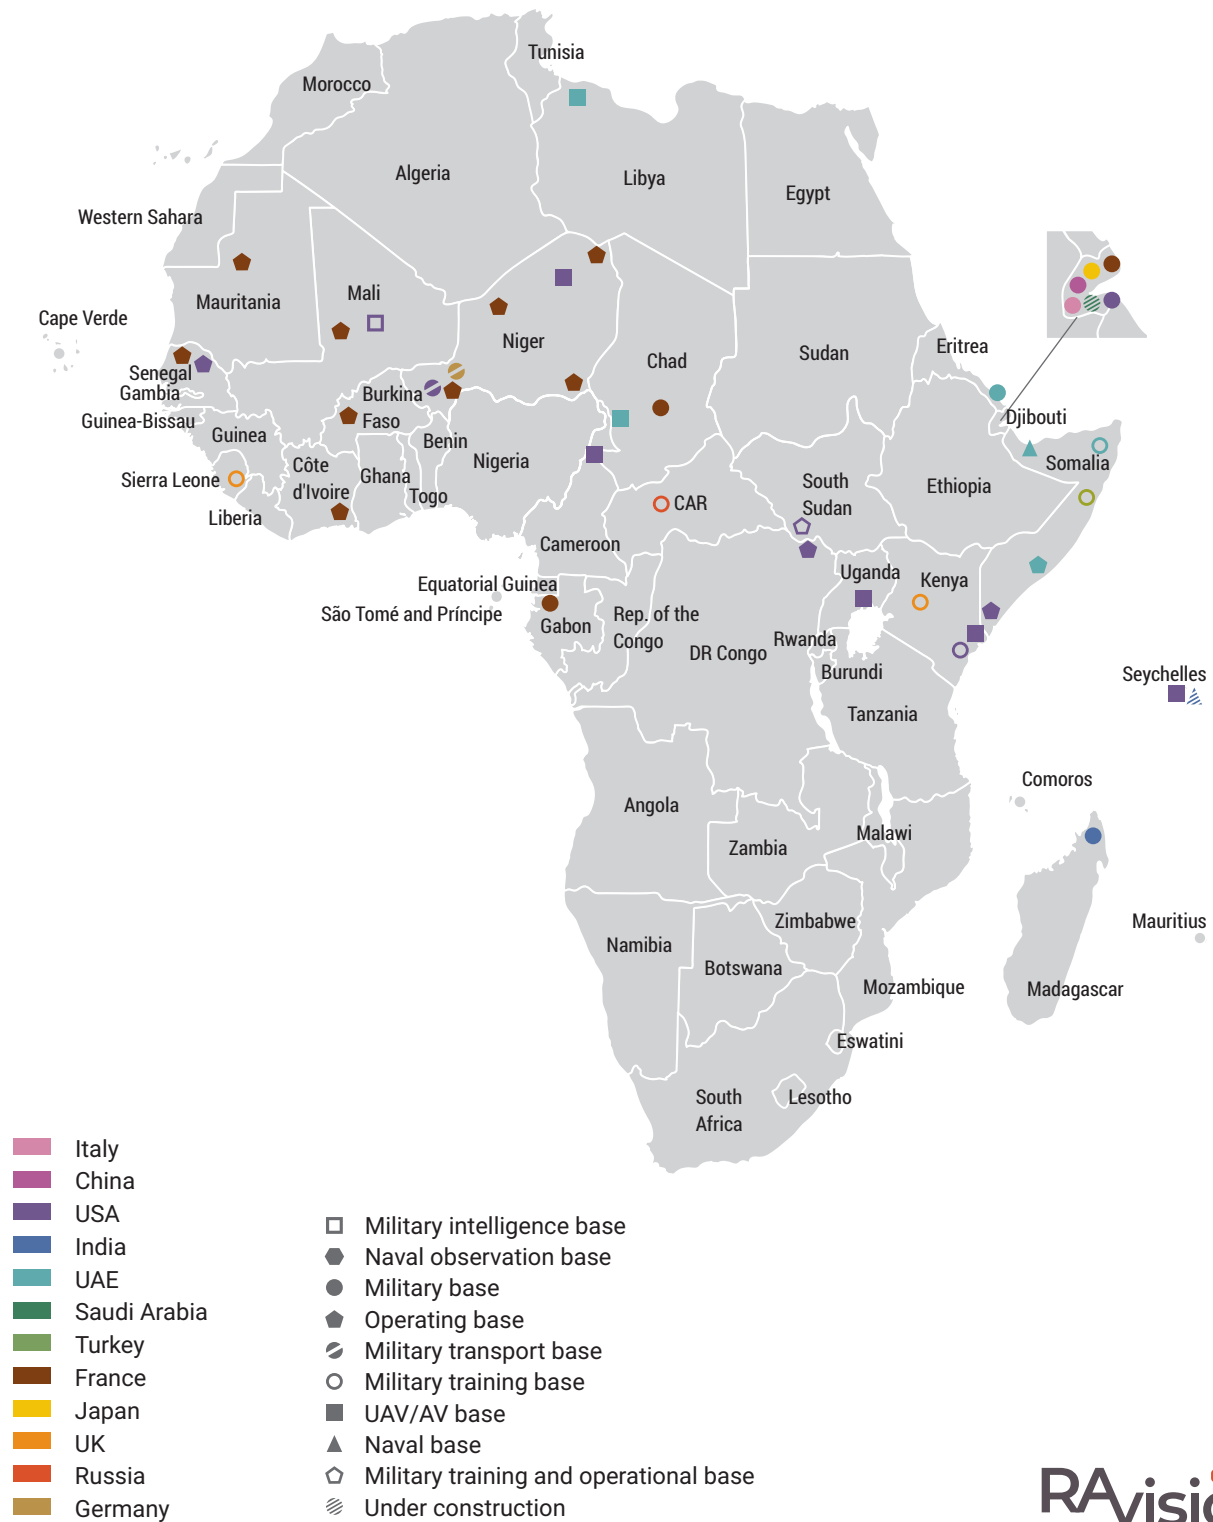 Tunisia
Morocco
Algeria
Libya
Egypt
Western Sahara
Mauritania
Mali
Cape Verde
Niger
Chad
Sudan
Eritrea
Senegal
Gambia
Burkina
Faso
Djibouti
Guinea-Bissau
Guinea
Benin
Nigeria
Somalia
Côte
d'Ivoire
Ghana
Togo
Sierra Leone
Liberia
CAR
South
Sudan
Ethiopia
Cameroon
Equatorial Guinea
São Tomé and Príncipe
Gabon
Rep. of the
Congo
DR Congo
Uganda
Kenya
Rwanda
Burundi
Tanzania
Seychelles
Comoros
Angola
Zambia
Malawi
Zimbabwe
Mauritius
Namibia
Botswana
Mozambique
Madagascar
Eswatini
South
Africa
Lesotho
Italy
China
USA
India
UAE
Saudi Arabia
Turkey
France
Japan
UK
Russia
Germany
Military intelligence base
Naval observation base
Military base
Operating base
Military transport base
Military training base
UAV/AV base
Naval base
Military training and operational base
Under construction